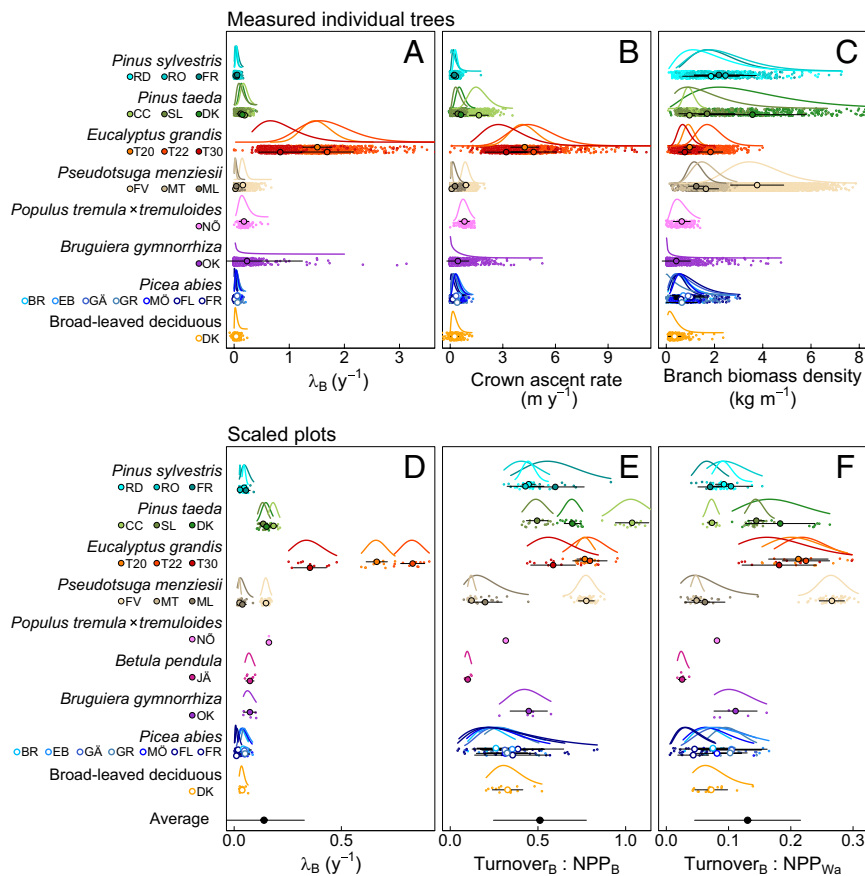 Measured individual trees
A
B
C
Pinus sylvestris
RD RO FR
Pinus taeda
CC SL DK
Eucalyptus grandis
T20 T22 T30
Pseudotsuga menziesii
FV MT ML
Populus tremula × tremuloides
NÖ
Bruguiera gymnorrhiza
OK
Picea abies
BR EB GÄ GR MÖ FL FR
Broad-leaved deciduous
DK
0 1 2 3
0 3 6 9
0 2 4 6 8
λB (y⁻¹)
Crown ascent rate
(m y⁻¹)
Branch biomass density
(kg m⁻¹)
Scaled plots
D
E
F
Pinus sylvestris
RD RO FR
Pinus taeda
CC SL DK
Eucalyptus grandis
T20 T22 T30
Pseudotsuga menziesii
FV MT ML
Populus tremula × tremuloides
NÖ
Betula pendula
JÄ
Bruguiera gymnorrhiza
OK
Picea abies
BR EB GÄ GR MÖ FL FR
Broad-leaved deciduous
DK
Average
0.0 0.5
0.0 0.5 1.0
0.0 0.1 0.2 0.3
λB (y⁻¹)
TurnoverB : NPPB
TurnoverB : NPPWa